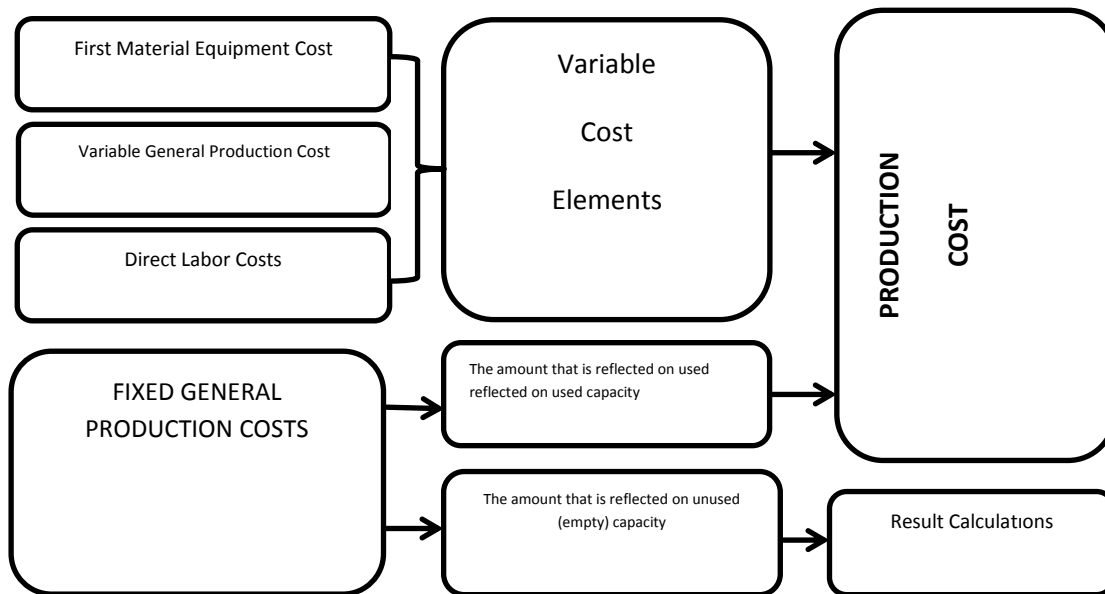 First Material Equipment Cost
Variable General Production Cost
Direct Labor Costs
Variable
Cost
Elements
PRODUCTION
COST
FIXED GENERAL
PRODUCTION COSTS
The amount that is reflected on used
reflected on used capacity
The amount that is reflected on unused
(empty) capacity
Result Calculatıons